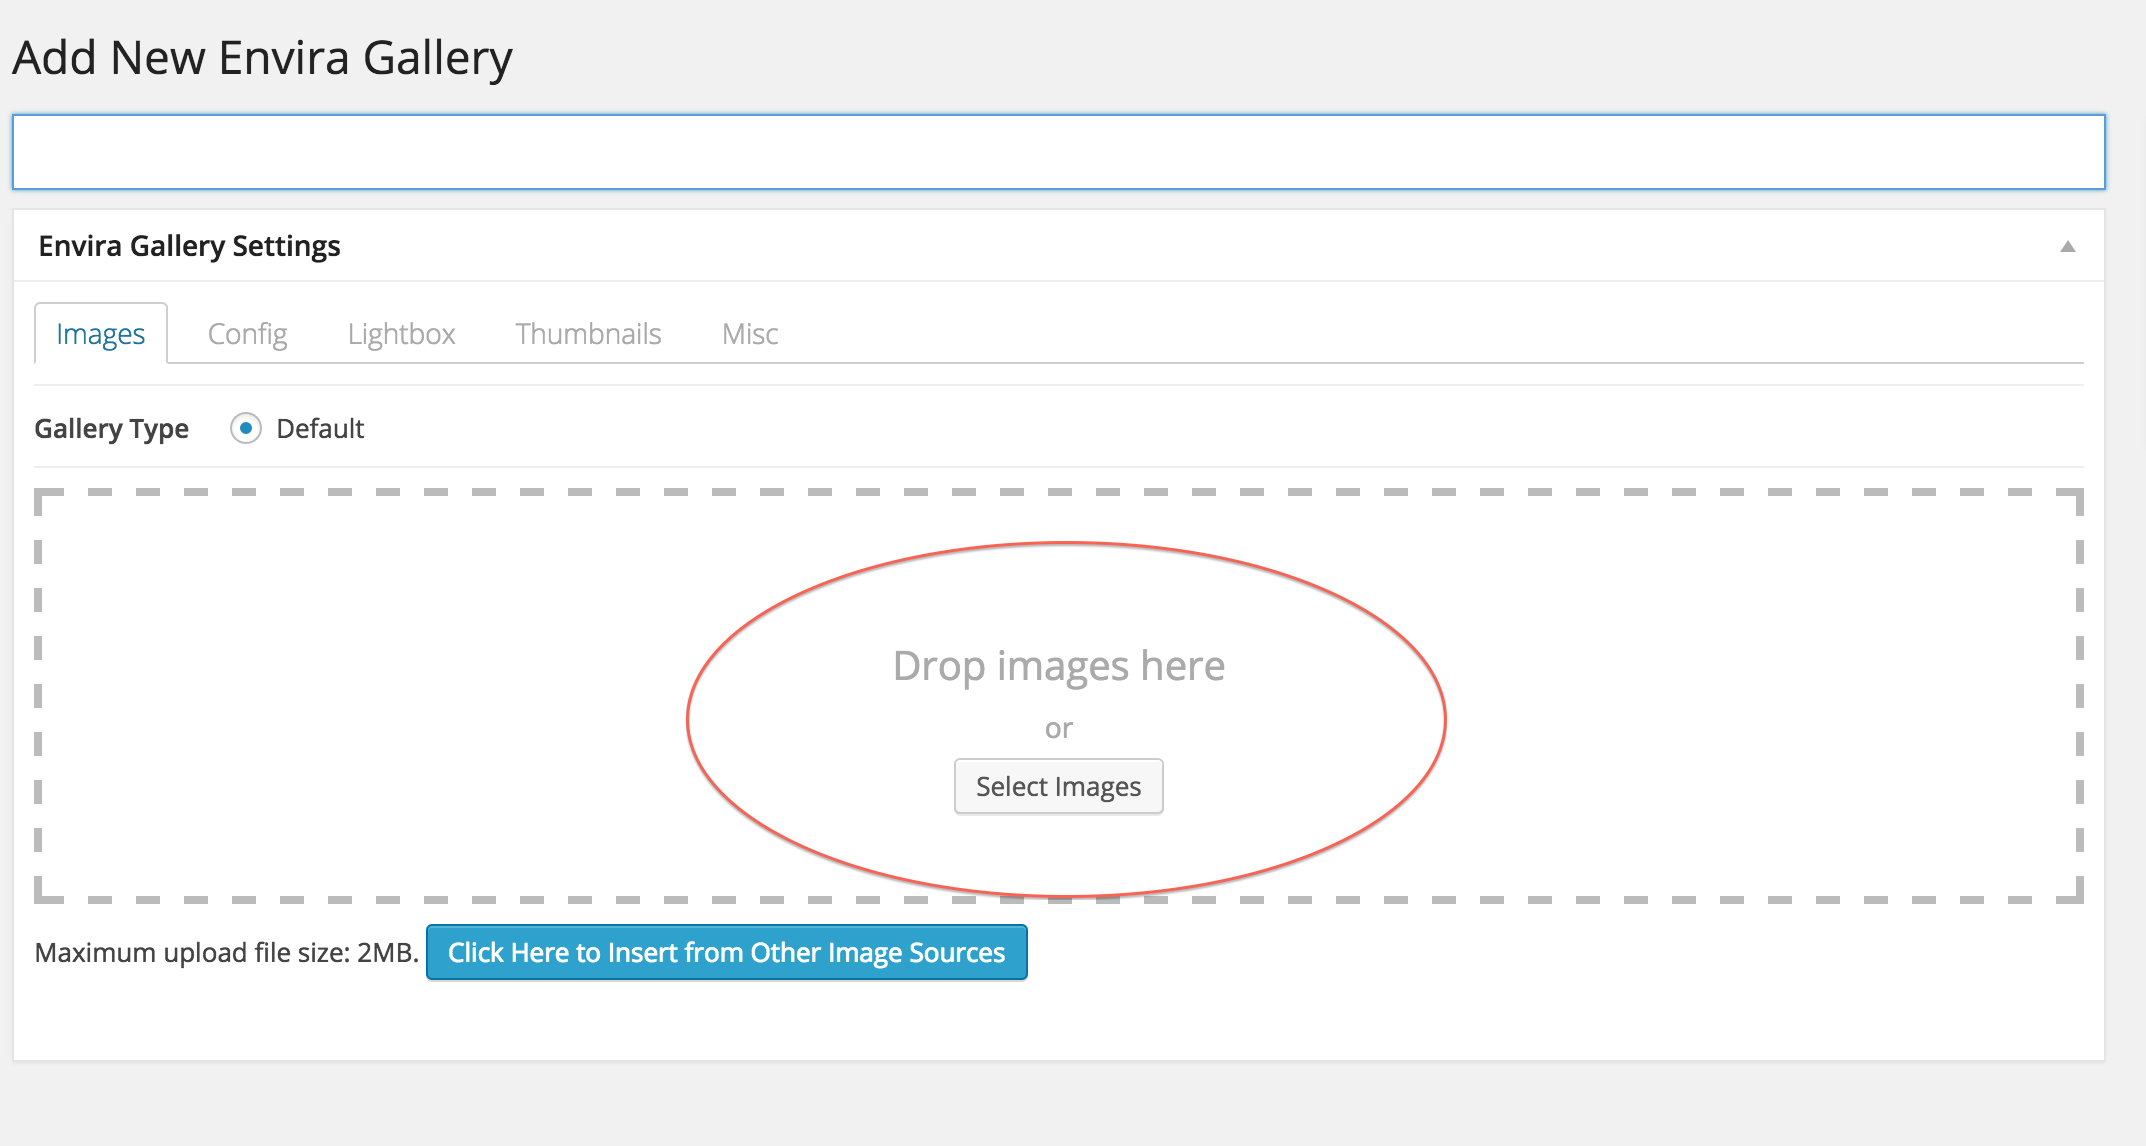 Add New Envira Gallery
Envira Gallery Settings
Images Config Lightbox Thumbnails Misc
Gallery Type Default
Drop images here
or
Select Images
Maximum upload file size: 2MB. Click Here to Insert from Other Image Sources